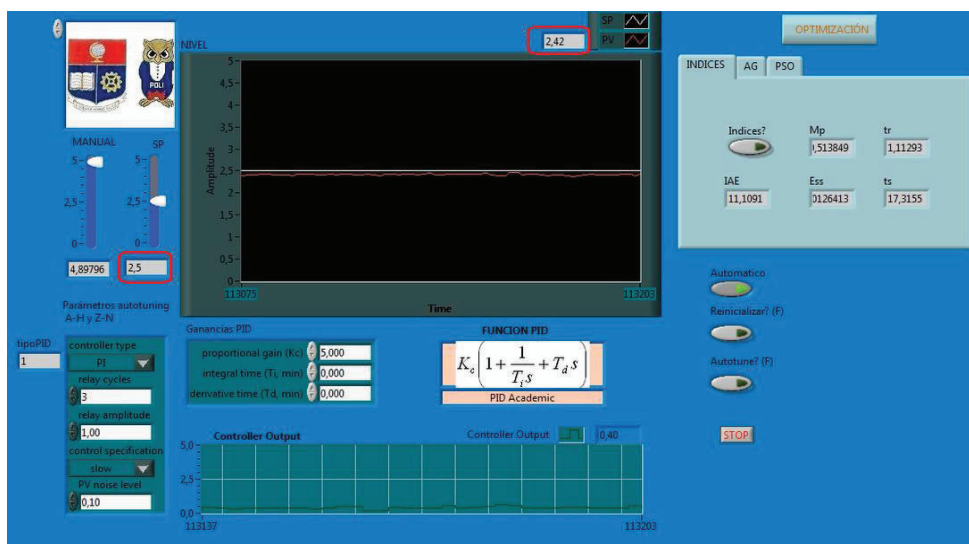 POLI
NIVEL
2,42
SP
PV
OPTIMIZACIÓN
5-
4,5-
4-
3,5-
3-
2,5-
2-
1,5-
1-
0,5-
0-
Amplitude
113075
113203
Time
MANUAL
SP
5-
2,5-
0-
5-
2,5-
0-
4,89796
2,5
INDICES
AG
PSO
Indices?
Mp
tr
,513849
1,11293
IAE
Ess
ts
11,1091
0126413
17,3155
Automatico
Reinicializar? (F)
Autotune? (F)
STOP
Parámetros autotuning
A-H y Z-N
tipoPID
1
controller type
PI
relay cycles
3
relay amplitude
1,00
control specification
slow
PV noise level
0,10
Ganancias PID
proportional gain (Kc) 5,000
integral time (Ti, min) 0,000
derivative time (Td, min) 0,000
FUNCION PID
K_c(1 + 1/(T_i s) + T_d s)
PID Academic
Controller Output
Controller Output 0,40
5,0-
2,5-
0,0-
113137
113203